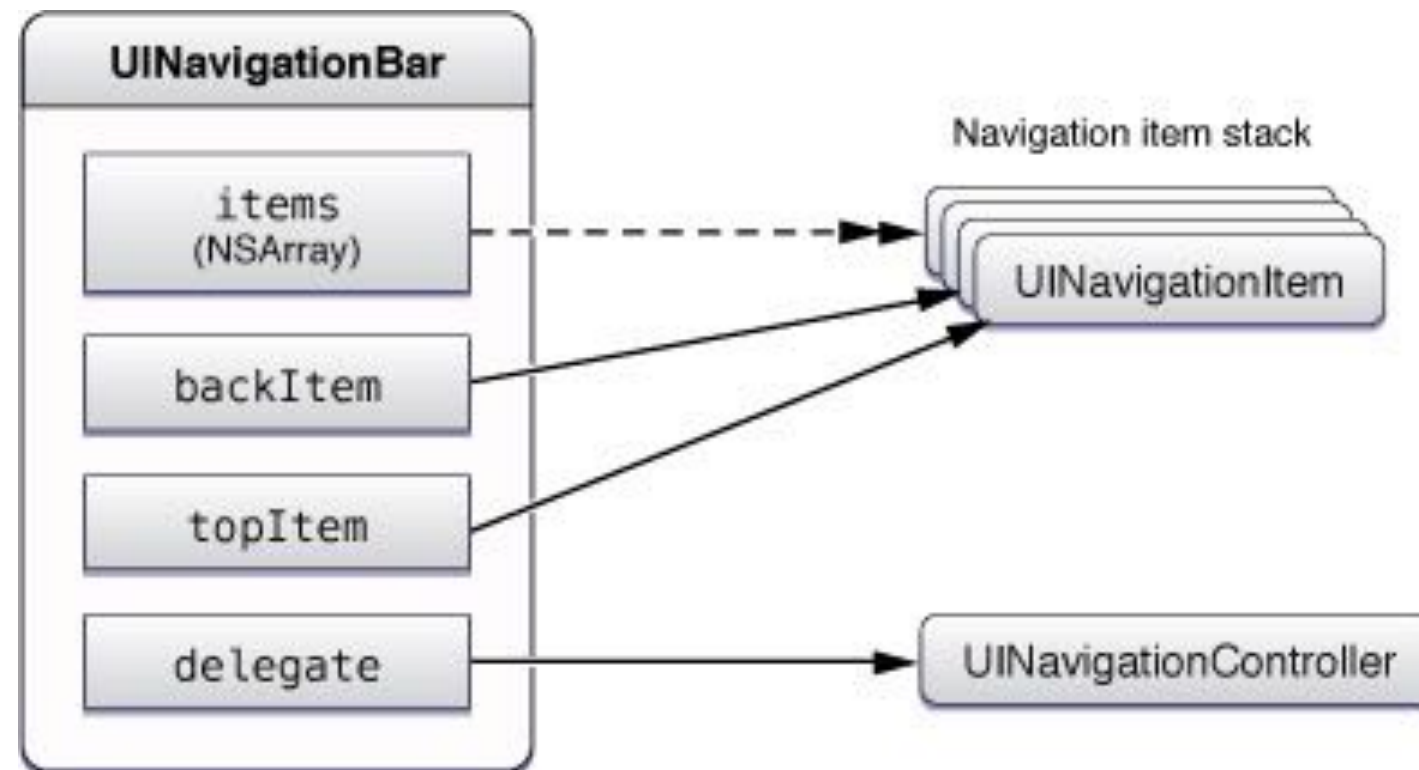 UINavigationBar
items
(NSArray)
backItem
topItem
delegate
Navigation item stack
UINavigationItem
UINavigationController